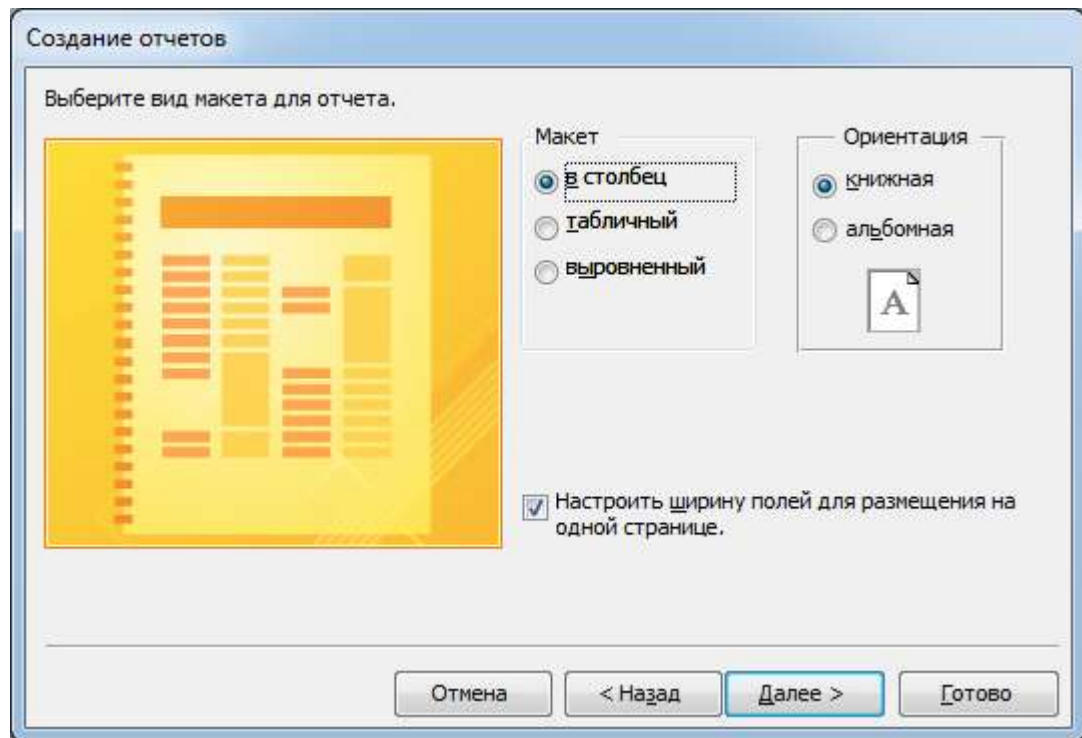 Создание отчетов
Выберите вид макета для отчета.
Макет
в столбец
табличный
выровненный
Ориентация
книжная
альбомная
A
Настроить ширину полей для размещения на
одной странице.
Отмена
< Назад
Далее >
Готово